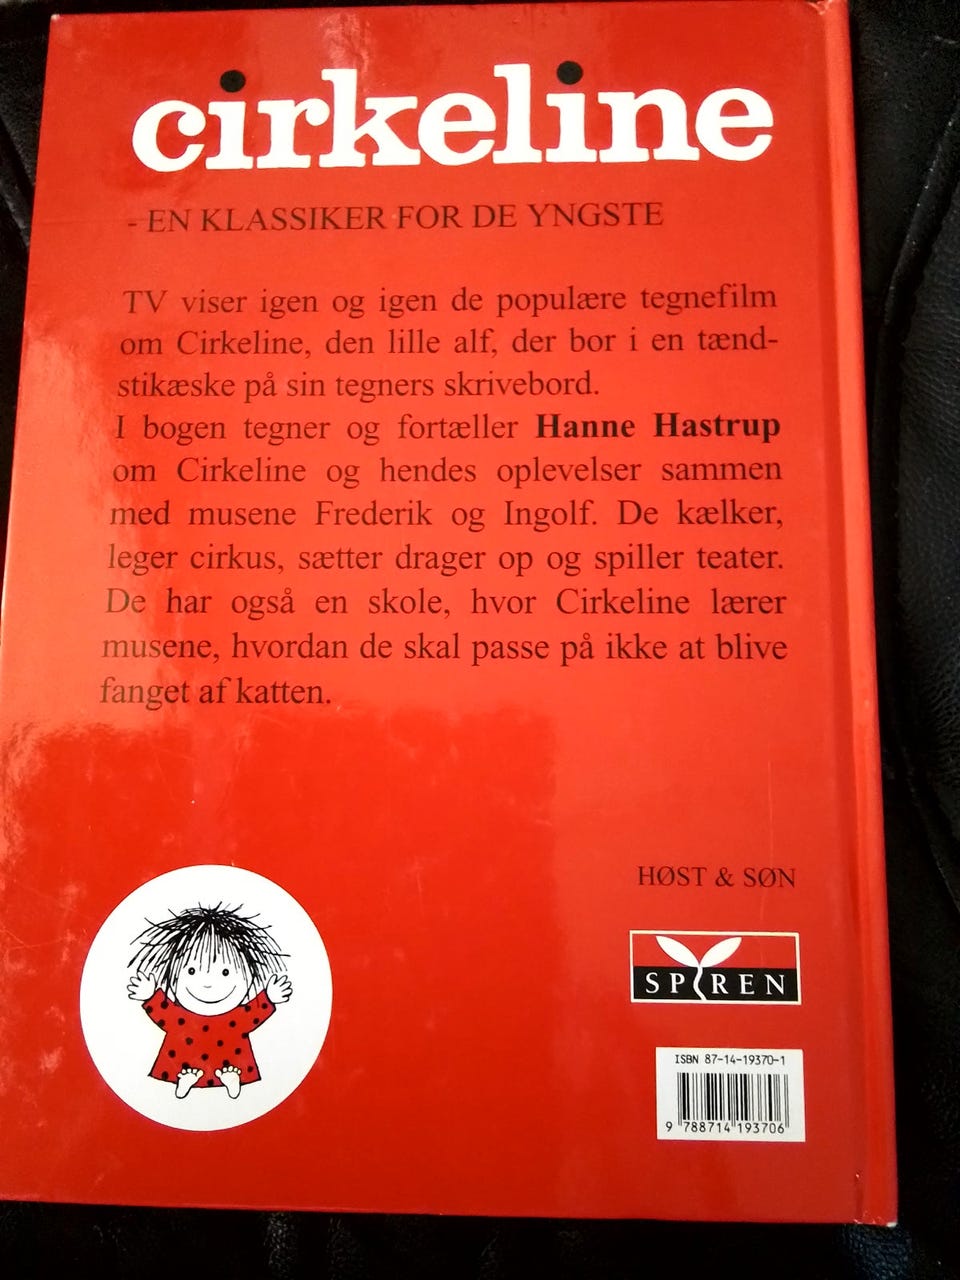 cirkeline
- EN KLASSIKER FOR DE YNGSTE
TV viser igen og igen de populære tegnefilm
om Cirkeline, den lille alf, der bor i en tænd-
stikæske på sin tegners skrivebord.
I bogen tegner og fortæller Hanne Hastrup
om Cirkeline og hendes oplevelser sammen
med musene Frederik og Ingolf. De kælker,
leger cirkus, sætter drager op og spiller teater.
De har også en skole, hvor Cirkeline lærer
musene, hvordan de skal passe på ikke at blive
fanget af katten.
HØST & SØN
SPIREN
ISBN 87-14-19370-1
9 788714 193706